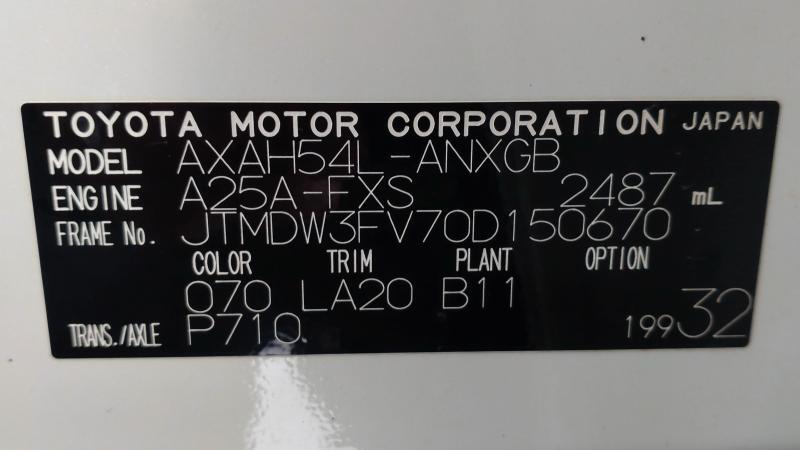 TOYOTA MOTOR CORPORATION JAPAN
MODEL AXAH54L-ANXGB
ENGINE A25A-FXS 2487 mL
FRAME No. JTMDW3FV70D150670
COLOR TRIM PLANT OPTION
070 LA20 B11
TRANS./AXLE P710 19932